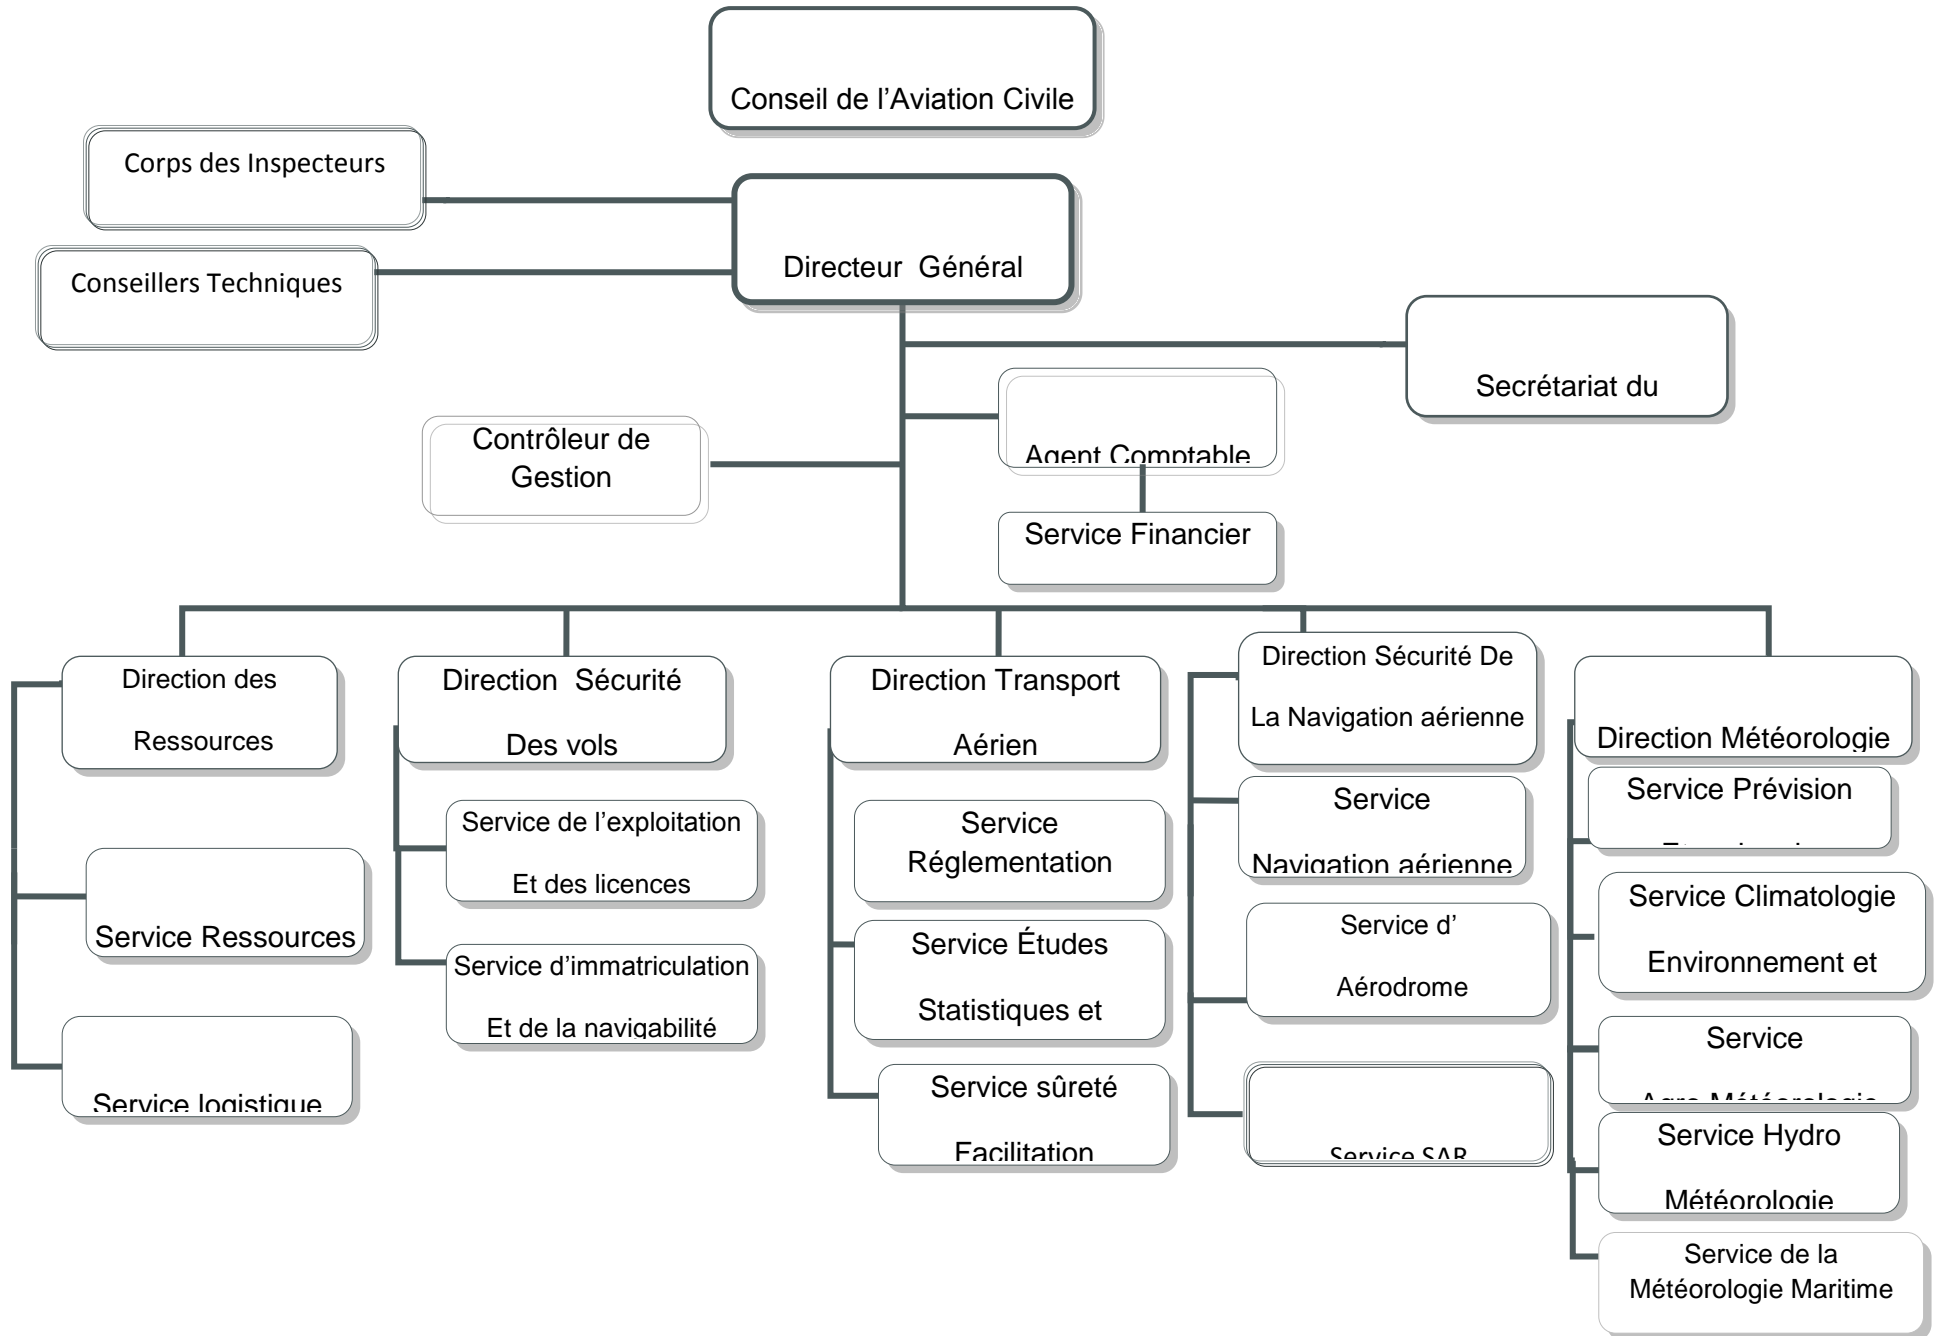 Conseil de l’Aviation Civile
Corps des Inspecteurs
Directeur  Général
Conseillers Techniques
Secrétariat du
Agent Comptable
Contrôleur de
Gestion
Service Financier
Direction des
Ressources
Service Ressources
Service logistique
Direction  Sécurité
Des vols
Service de l’exploitation
Et des licences
Service d’immatriculation
Et de la navigabilité
Direction Transport
Aérien
Service
Réglementation
Service Études
Statistiques et
Service sûreté
Facilitation
Direction Sécurité De
La Navigation aérienne
Service
Navigation aérienne
Service d’
Aérodrome
Service SAR
Direction Météorologie
Service Prévision
Service Climatologie
Environnement et
Service
Agro Météorologie
Service Hydro
Météorologie
Service de la
Météorologie Maritime